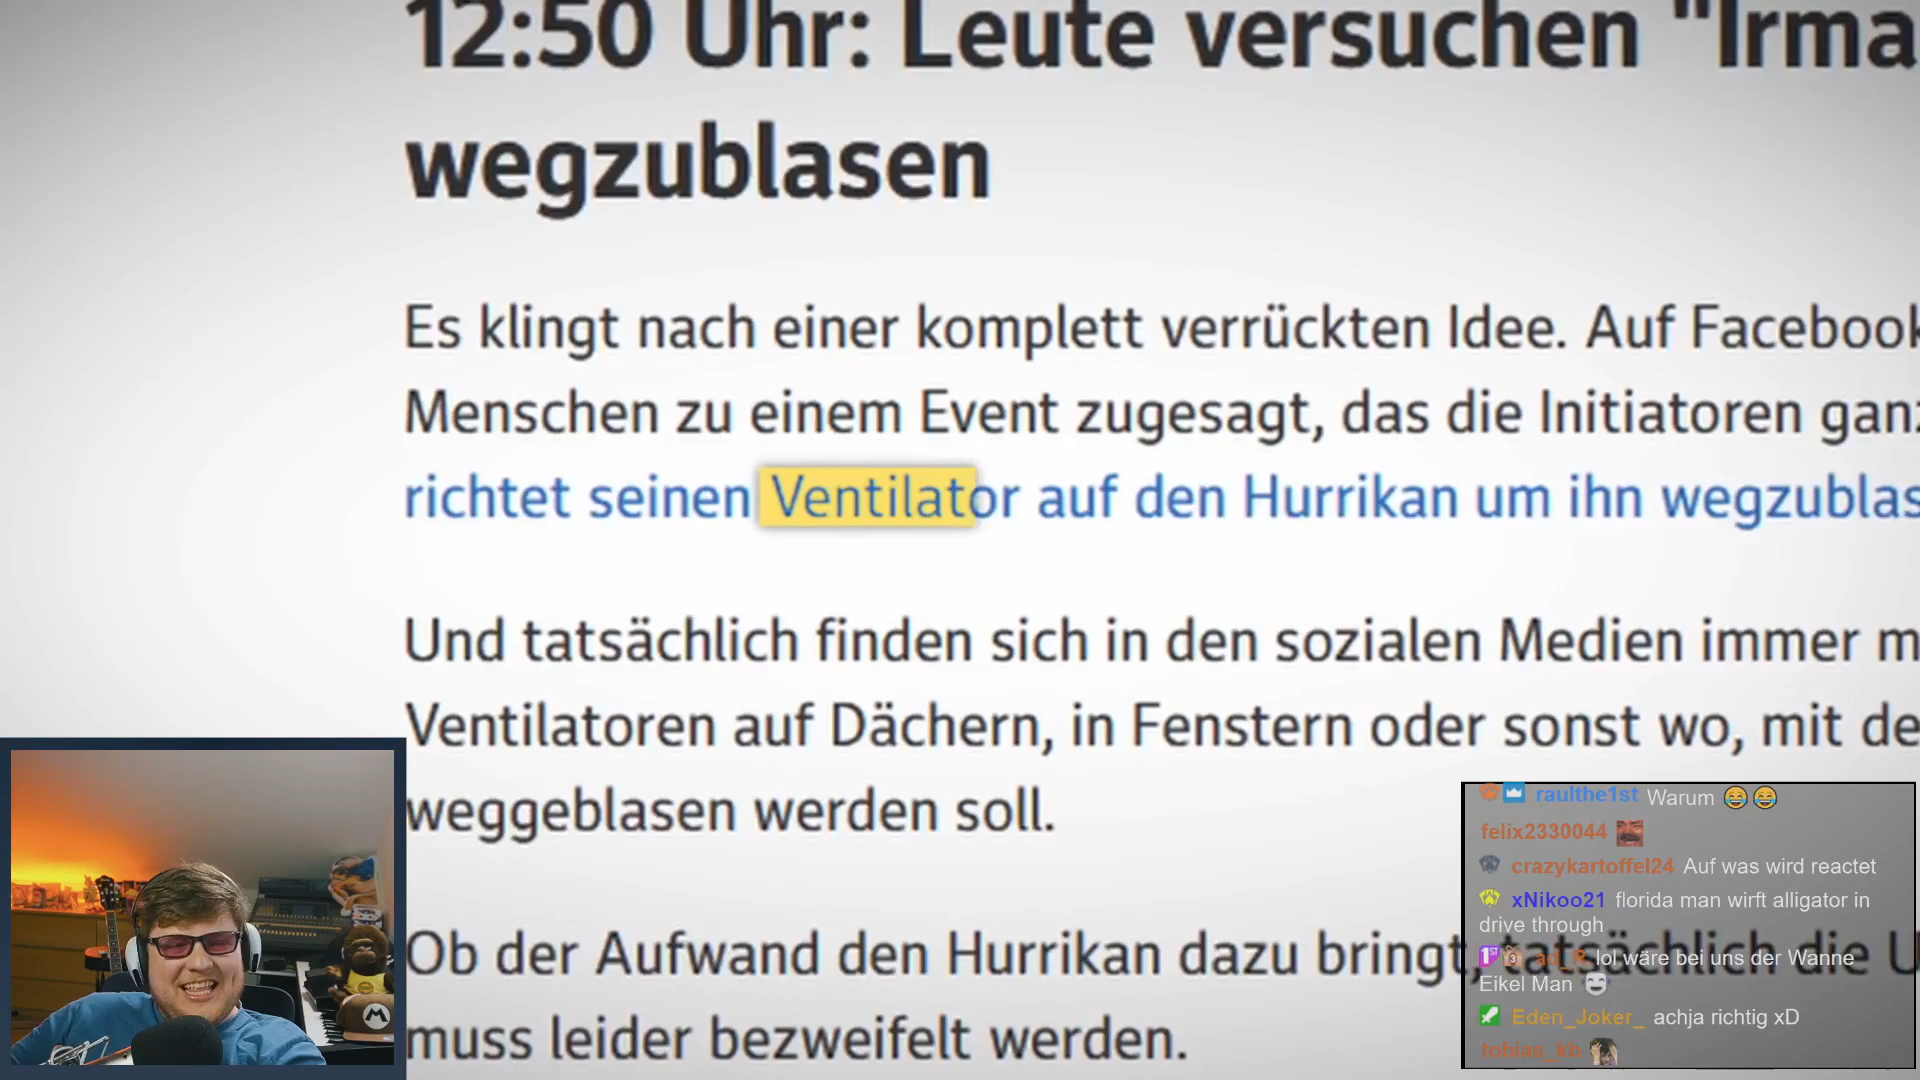 12:50 Uhr: Leute versuchen "Irma
wegzublasen
Es klingt nach einer komplett verrückten Idee. Auf Facebook
Menschen zu einem Event zugesagt, das die Initiatoren ganz
richtet seinen Ventilator auf den Hurrikan um ihn wegzublas
Und tatsächlich finden sich in den sozialen Medien immer m
Ventilatoren auf Dächern, in Fenstern oder sonst wo, mit de
weggeblasen werden soll.
Ob der Aufwand den Hurrikan dazu bringt, tatsächlich die U
muss leider bezweifelt werden.
raulthe1st Warum 😂 😂
felix2330044
crazykartoffel24 Auf was wird reactet
xNikoo21 florida man wirft alligator in
drive through
lol wäre bei uns der Wanne
Eikel Man
Eden_Joker_ achja richtig xD
tobias_kb